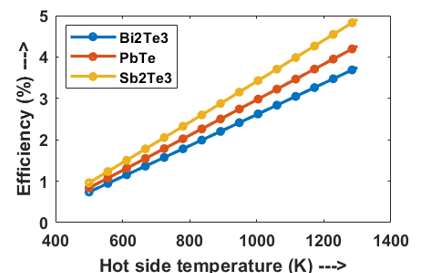 5
4
3
2
1
0
Efficiency (%) --->
Bi2Te3
PbTe
Sb2Te3
400 600 800 1000 1200 1400
Hot side temperature (K) --->